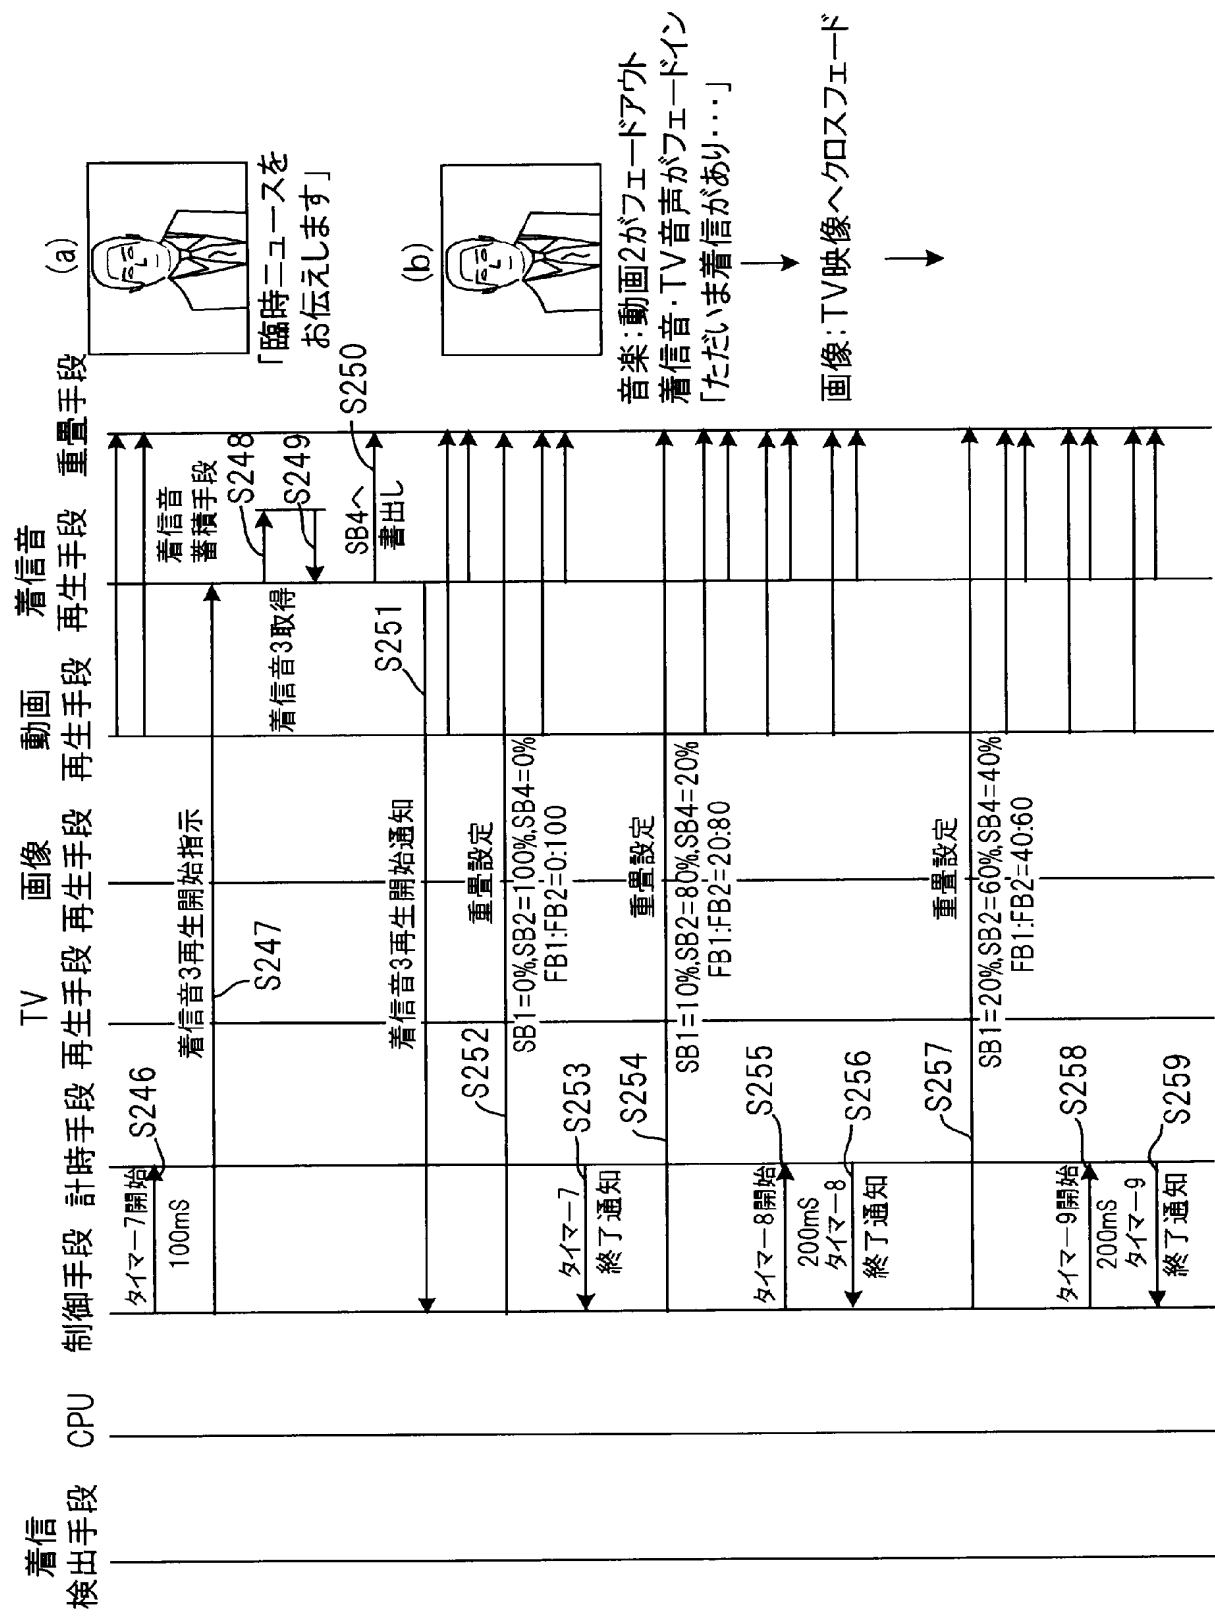 着信
検出手段
CPU
制御手段
計時手段
TV
再生手段
画像
再生手段
動画
再生手段
着信音
再生手段
重畳手段
タイマー7開始
100mS
S246
着信音3再生開始指示
S247
着信音
蓄積手段
S248
S249
着信音3取得
SB4へ
書出し
S250
着信音3再生開始通知
S251
重畳設定
S252
SB1=0%,SB2=100%,SB4=0%
FB1:FB2=0:100
タイマー7
終了通知
S253
重畳設定
S254
SB1=10%,SB2=80%,SB4=20%
FB1:FB2=20:80
タイマー8開始
200mS
S255
タイマー8
終了通知
S256
重畳設定
S257
SB1=20%,SB2=60%,SB4=40%
FB1:FB2=40:60
タイマー9開始
200mS
S258
タイマー9
終了通知
S259
(a)
「臨時ニュースを
お伝えします」
(b)
音楽:動画2がフェードアウト
着信音・TV音声がフェードイン
「ただいま着信があり・・・」
画像:TV映像へクロスフェード